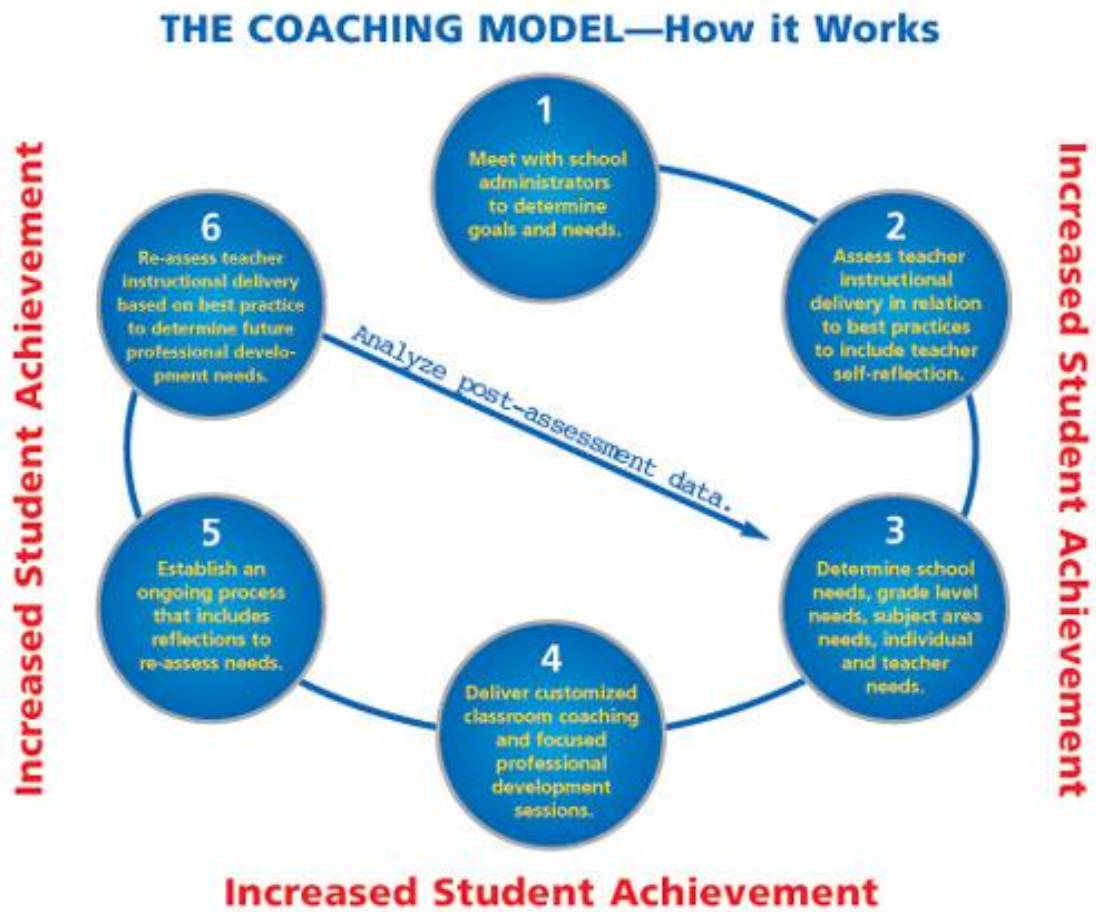 THE COACHING MODEL—How it Works
1
Meet with school
administrators
to determine
goals and needs.
2
Assess teacher
instructional
delivery in relation
to best practices
to include teacher
self-reflection.
3
Determine school
needs, grade level
needs, subject area
needs, individual
and teacher
needs.
4
Deliver customized
classroom coaching
and focused
professional
development
sessions.
5
Establish an
ongoing process
that includes
reflections to
re-assess needs.
6
Re-assess teacher
instructional delivery
based on best practice
to determine future
professional develo-
pment needs.
Analyze post-assessment data.
Increased Student Achievement
Increased Student Achievement
Increased Student Achievement